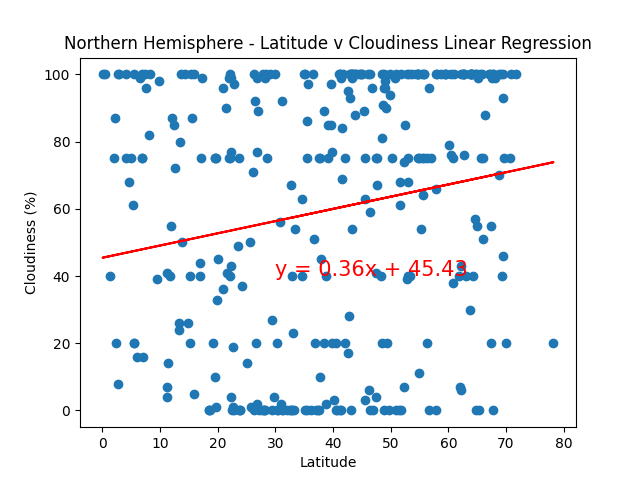 Northern Hemisphere - Latitude v Cloudiness Linear Regression
100
80
60
40
20
0
Cloudiness (%)
y = 0.36x + 45.43
0 10 20 30 40 50 60 70 80
Latitude